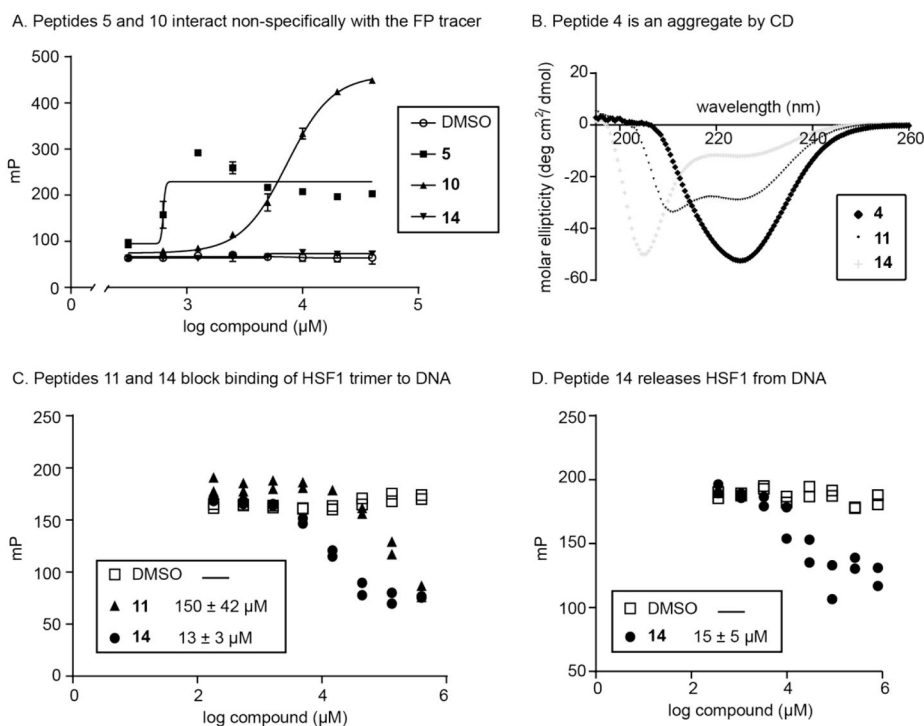 A. Peptides 5 and 10 interact non-specifically with the FP tracer
500
400
300
200
100
0
mP
0
3
4
5
log compound (µM)
DMSO
5
10
14
B. Peptide 4 is an aggregate by CD
20
0
-20
-40
-60
molar ellipticity (deg cm²/ dmol)
wavelength (nm)
200
220
240
260
4
11
14
C. Peptides 11 and 14 block binding of HSF1 trimer to DNA
250
200
150
100
50
0
mP
0
2
4
6
log compound (µM)
DMSO —
11 150 ± 42 µM
14 13 ± 3 µM
D. Peptide 14 releases HSF1 from DNA
250
200
150
100
50
mP
0
1
2
3
4
5
6
log compound (µM)
DMSO —
14 15 ± 5 µM